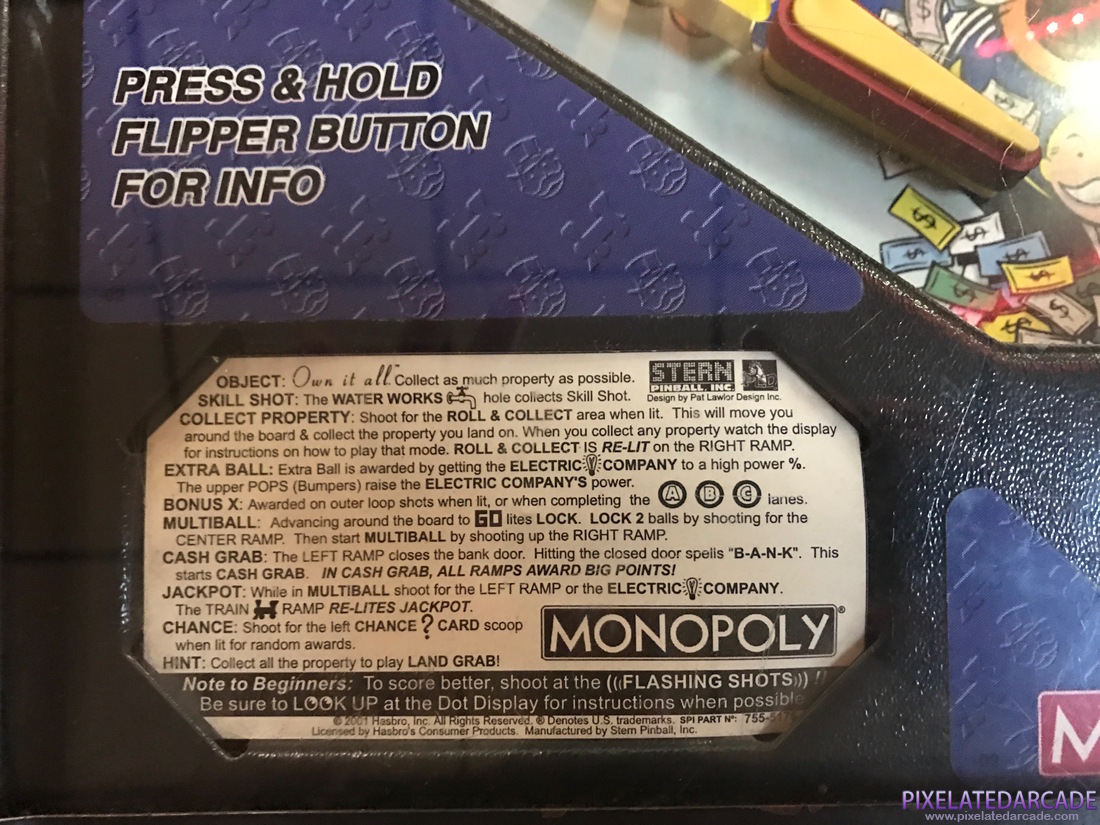 PRESS & HOLD
FLIPPER BUTTON
FOR INFO
OBJECT: Own it all. Collect as much property as possible.
STERN
PINBALL, INC.
Design by Pat Lawlor Design Inc.
SKILL SHOT: The WATER WORKS hole collects Skill Shot.
COLLECT PROPERTY: Shoot for the ROLL & COLLECT area when lit. This will move you
around the board & collect the property you land on. When you collect any property watch the display
for instructions on how to play that mode. ROLL & COLLECT IS RE-LIT on the RIGHT RAMP.
EXTRA BALL: Extra Ball is awarded by getting the ELECTRIC COMPANY to a high power %.
The upper POPS (Bumpers) raise the ELECTRIC COMPANY'S power.
BONUS X: Awarded on outer loop shots when lit, or when completing the A B C lanes.
MULTIBALL: Advancing around the board to GO lites LOCK. LOCK 2 balls by shooting for the
CENTER RAMP. Then start MULTIBALL by shooting up the RIGHT RAMP.
CASH GRAB: The LEFT RAMP closes the bank door. Hitting the closed door spells "B-A-N-K". This
starts CASH GRAB. IN CASH GRAB, ALL RAMPS AWARD BIG POINTS!
JACKPOT: While in MULTIBALL shoot for the LEFT RAMP or the ELECTRIC COMPANY.
The TRAIN RAMP RE-LITES JACKPOT.
CHANCE: Shoot for the left CHANCE ? CARD scoop
when lit for random awards.
HINT: Collect all the property to play LAND GRAB!
MONOPOLY®
Note to Beginners: To score better, shoot at the (((FLASHING SHOTS))) !!
Be sure to LOOK UP at the Dot Display for instructions when possible
© 2001 Hasbro, Inc. All Rights Reserved. ® Denotes U.S. trademarks. SPI PART Nº: 755-
Licensed by Hasbro's Consumer Products. Manufactured by Stern Pinball, Inc.
M
PIXELATEDARCADE
www.pixelatedarcade.com